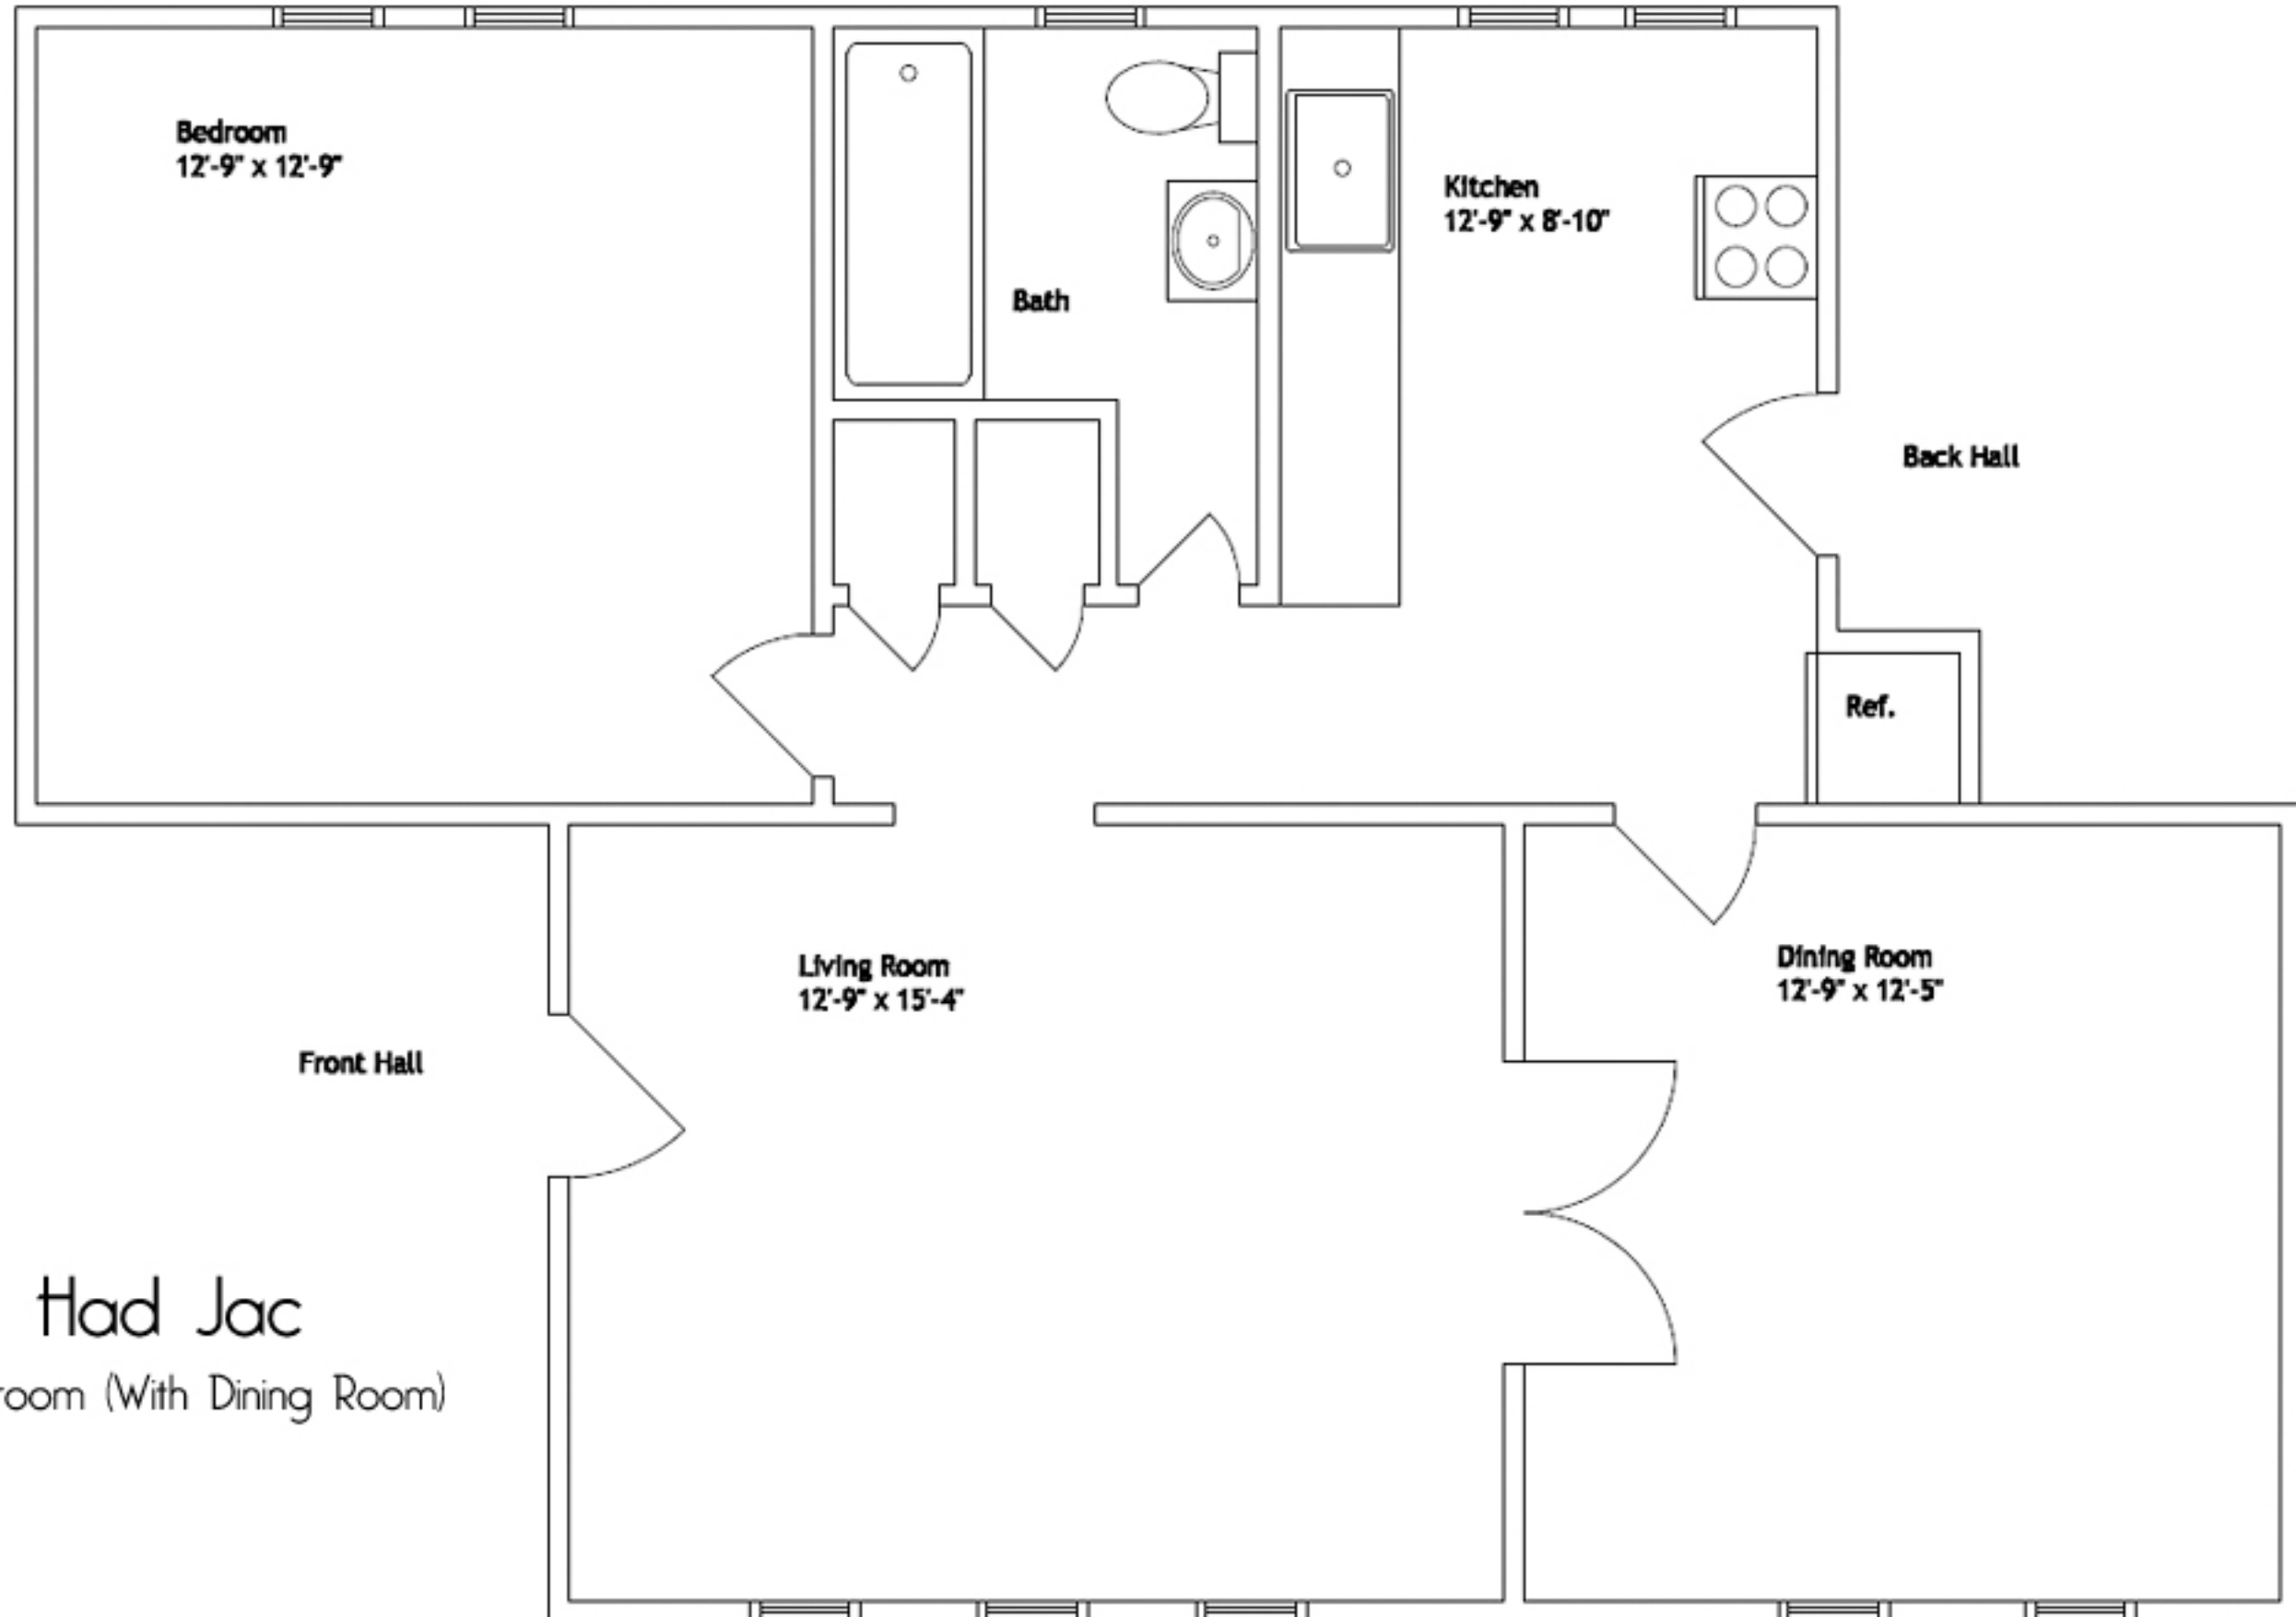 Bedroom
12'-9" x 12'-9"
Bath
Kitchen
12'-9" x 8'-10"
Back Hall
Ref.
Living Room
12'-9" x 15'-4"
Dining Room
12'-9" x 12'-5"
Front Hall
Had Jac
room (With Dining Room)